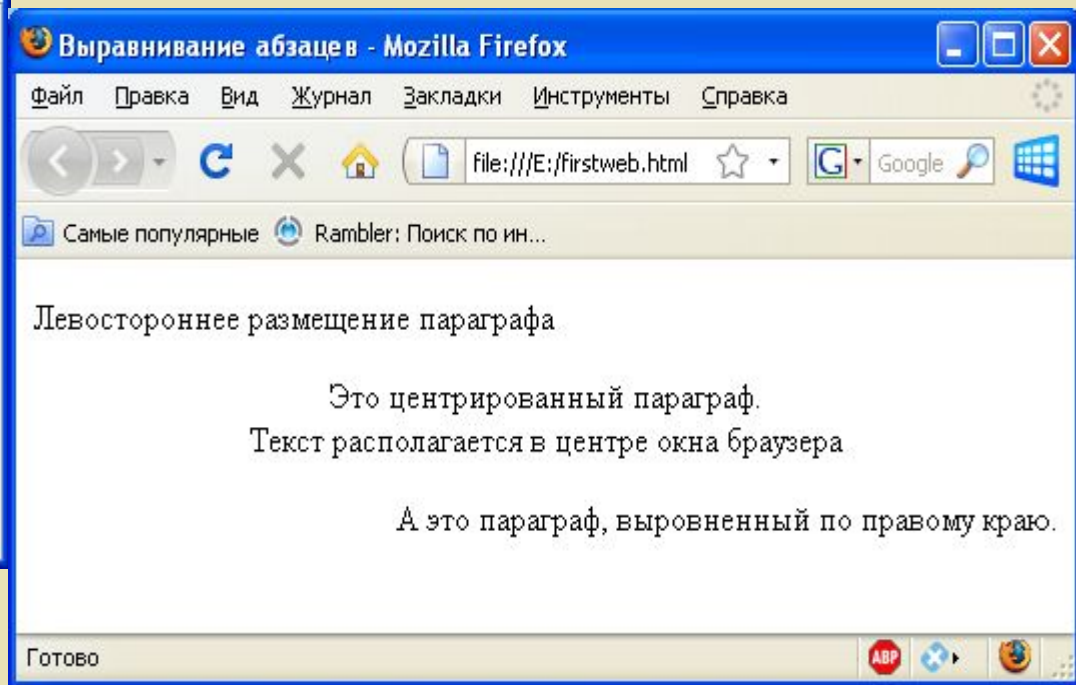 Выравнивание абзацев - Mozilla Firefox
Файл Правка Вид Журнал Закладки Инструменты Справка
file:///E:/firstweb.html G Google
Самые популярные Rambler: Поиск по ин...
Левостороннее размещение параграфа
Это центрированный параграф.
Текст располагается в центре окна браузера
А это параграф, выровненный по правому краю.
Готово ABP